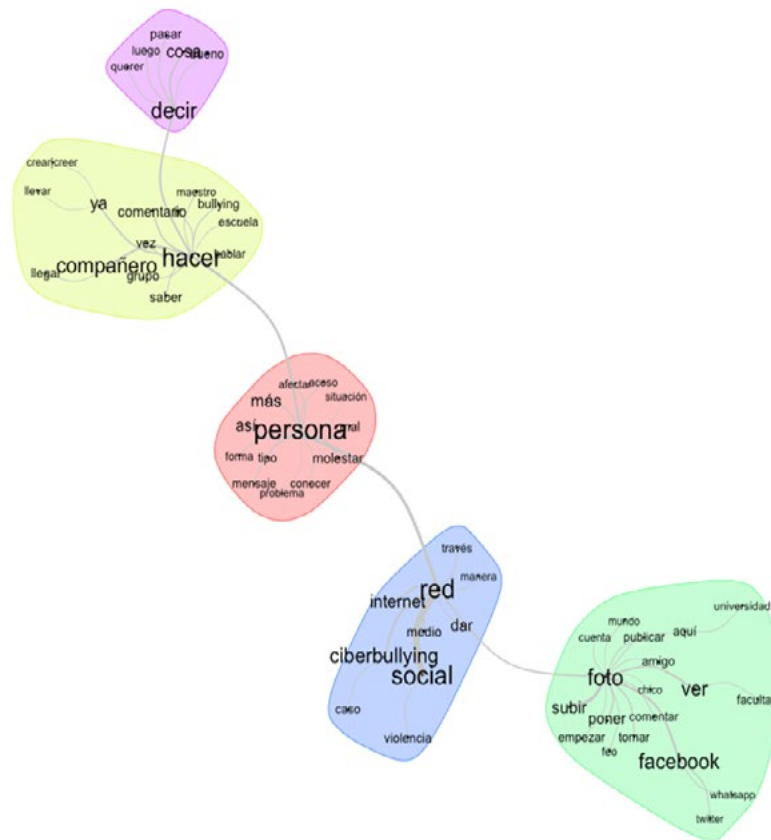 pasar
luego
cosa
bueno
querer
decir
crear
creer
llevar
maestro
ya
comentario
bullying
escuela
vez
hacer
hablar
compañero
llegar
grupo
saber
afectar
acoso
más
situación
así
persona
mal
forma
tipo
molestar
mensaje
conocer
problema
través
red
manera
internet
medio
dar
ciberbullying
social
caso
violencia
universidad
mundo
cuenta
publicar
aquí
amigo
foto
chico
ver
facultad
subir
poner
comentar
empezar
tomar
feo
facebook
whatsapp
twitter